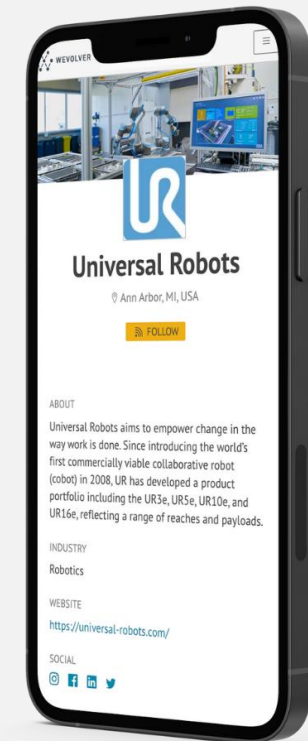 WEVOLVER
UR
Universal Robots
Ann Arbor, MI, USA
FOLLOW
ABOUT
Universal Robots aims to empower change in the
way work is done. Since introducing the world's
first commercially viable collaborative robot
(cobot) in 2008, UR has developed a product
portfolio including the UR3e, UR5e, UR10e, and
UR16e, reflecting a range of reaches and payloads.
INDUSTRY
Robotics
WEBSITE
https://universal-robots.com/
SOCIAL